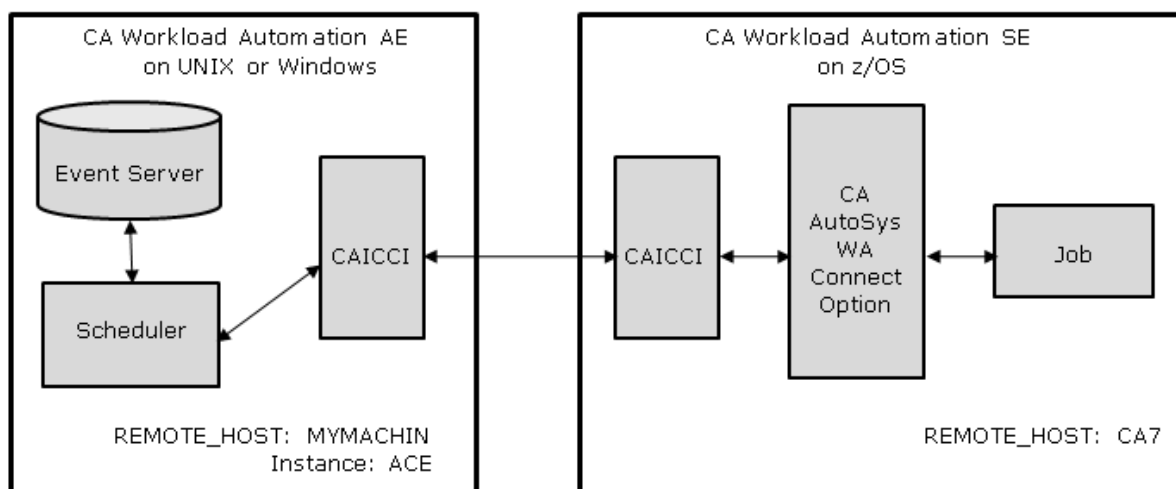 CA Workload Automation AE
on UNIX or Windows
Event Server
CAICCI
Scheduler
REMOTE_HOST: MYMACHIN
Instance: ACE
CA Workload Automation SE
on z/OS
CAICCI
CA
AutoSys
WA
Connect
Option
Job
REMOTE_HOST: CA7